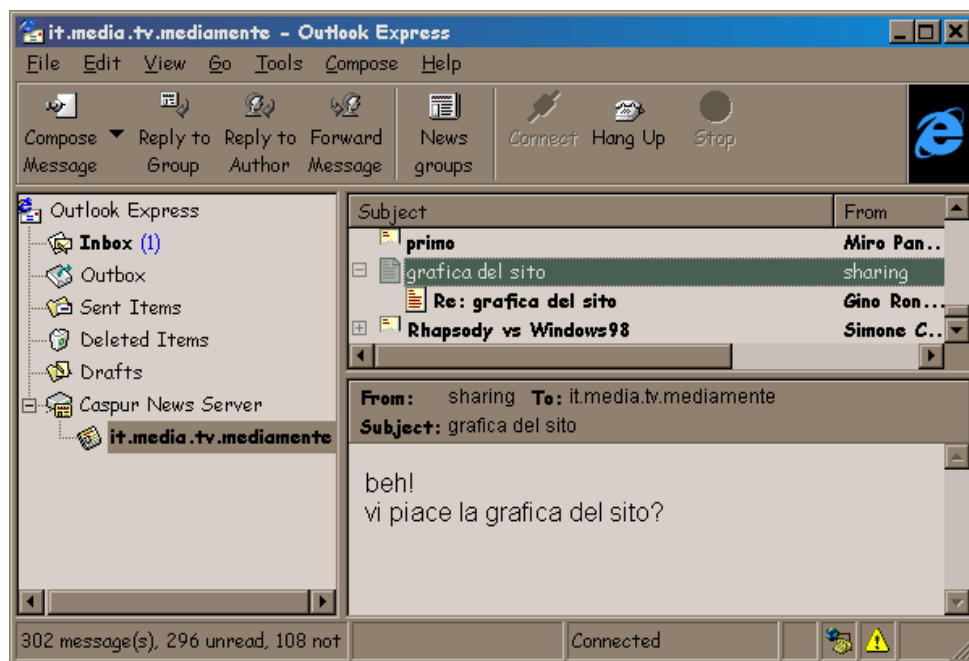 it.media.tv.mediamente - Outlook Express
File Edit View Go Tools Compose Help
Compose Message
Reply to Group
Reply to Author
Forward Message
News groups
Connect
Hang Up
Stop
Outlook Express
Inbox (1)
Outbox
Sent Items
Deleted Items
Drafts
Caspur News Server
it.media.tv.mediamente
Subject From
primo Miro Pan...
grafica del sito sharing
Re: grafica del sito Gino Ron...
Rhapsody vs Windows98 Simone C...
From: sharing To: it.media.tv.mediamente
Subject: grafica del sito
beh!
vi piace la grafica del sito?
302 message(s), 296 unread, 108 not
Connected